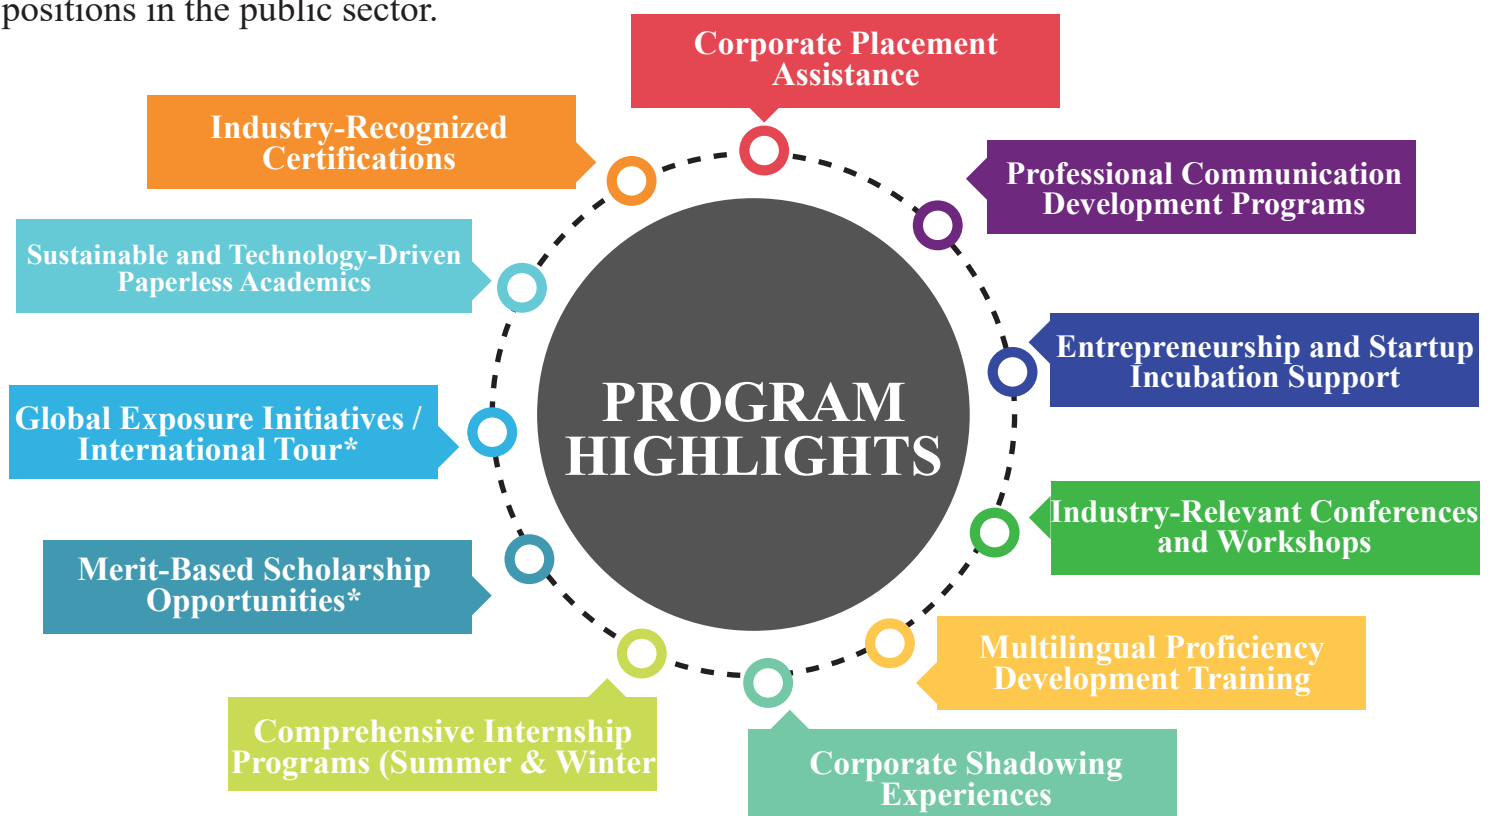 positions in the public sector.
Corporate Placement
Assistance
Industry-Recognized
Certifications
Professional Communication
Development Programs
Sustainable and Technology-Driven
Paperless Academics
Entrepreneurship and Startup
Incubation Support
PROGRAM
HIGHLIGHTS
Global Exposure Initiatives /
International Tour*
Industry-Relevant Conferences
and Workshops
Merit-Based Scholarship
Opportunities*
Multilingual Proficiency
Development Training
Comprehensive Internship
Programs (Summer & Winter
Corporate Shadowing
Experiences